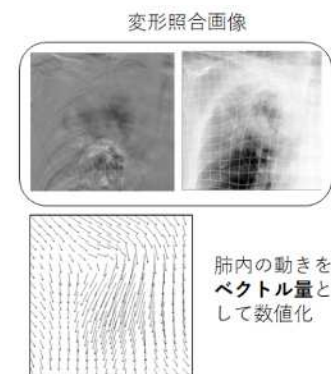 変形照合画像
肺内の動きを
ベクトル量と
して数値化